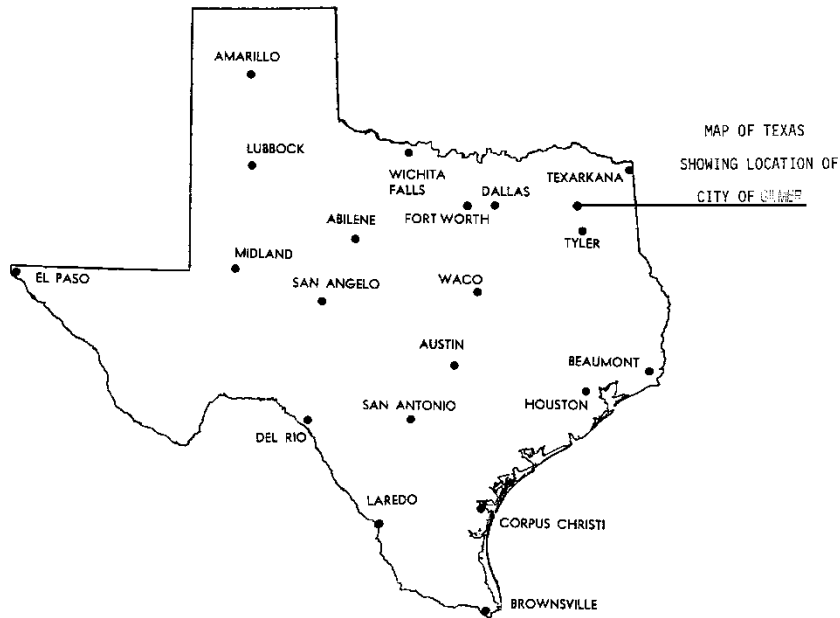 AMARILLO
LUBBOCK
WICHITA
FALLS
TEXARKANA
MAP OF TEXAS
SHOWING LOCATION OF
CITY OF GILMER
DALLAS
FORT WORTH
ABILENE
TYLER
MIDLAND
EL PASO
SAN ANGELO
WACO
AUSTIN
BEAUMONT
HOUSTON
SAN ANTONIO
DEL RIO
LAREDO
CORPUS CHRISTI
BROWNSVILLE